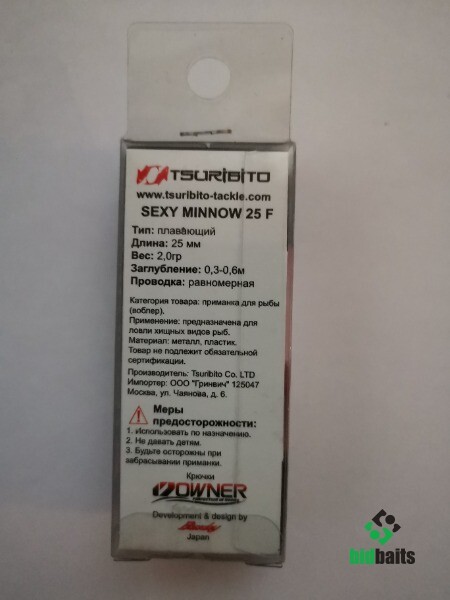 TSURIBITO
www.tsuribito-tackle.com
SEXY MINNOW 25 F
Тип: плавающий
Длина: 25 мм
Вес: 2,0гр
Заглубление: 0,3-0,6м
Проводка: равномерная
Категория товара: приманка для рыбы
(воблер).
Применение: предназначена для
ловли хищных видов рыб.
Материал: металл, пластик.
Товар не подлежит обязательной
сертификации.
Производитель: Tsuribito Co. LTD
Импортер: ООО "Гринвич" 125047
Москва, ул. Чаянова, д. 6.
Меры
предосторожности:
1. Использовать по назначению.
2. Не давать детям.
3. Будьте осторожны при
забрасывании приманки.
Крючки
OWNER
Development & design by
Japan
bidbaits